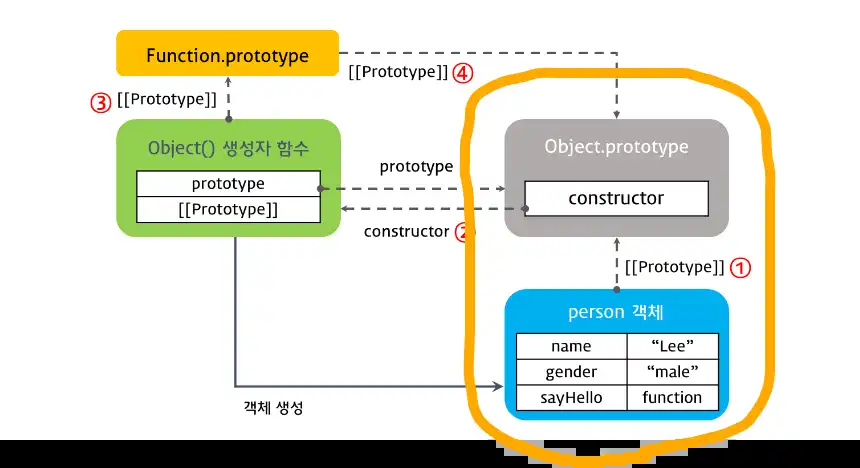 Function.prototype
[[Prototype]] ④
③ [[Prototype]]
Object() 생성자 함수
prototype
[[Prototype]]
prototype
constructor ②
Object.prototype
constructor
[[Prototype]] ①
person 객체
name “Lee”
gender “male”
sayHello function
객체 생성